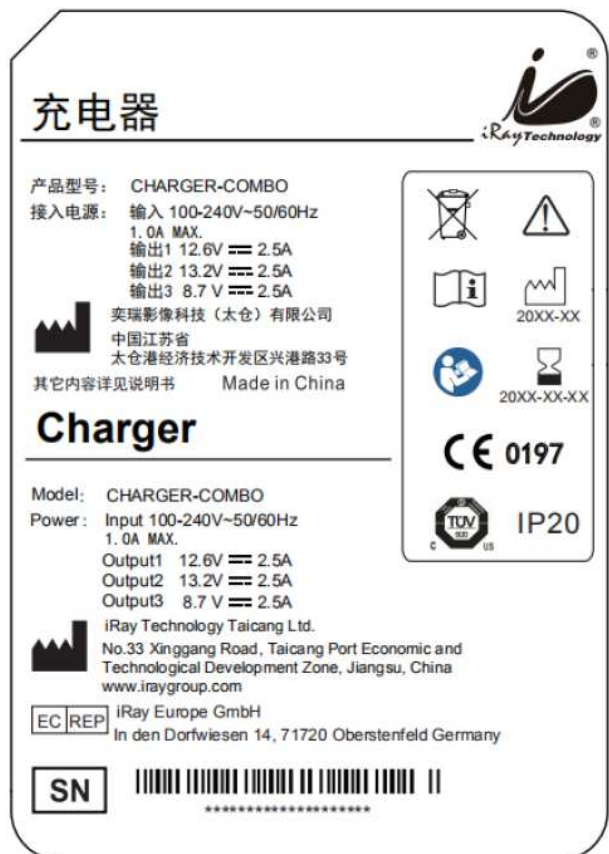 充电器
iRayTechnology
产品型号： CHARGER-COMBO
接入电源： 输入 100-240V~50/60Hz
1.0A MAX.
输出1 12.6V ⎓ 2.5A
输出2 13.2V ⎓ 2.5A
输出3 8.7 V ⎓ 2.5A
奕瑞影像科技（太仓）有限公司
中国江苏省
太仓港经济技术开发区兴港路33号
其它内容详见说明书 Made in China
i
20XX-XX
20XX-XX-XX
CE 0197
TÜV
SÜD
C US
IP20
Charger
Model: CHARGER-COMBO
Power: Input 100-240V~50/60Hz
1.0A MAX.
Output1 12.6V ⎓ 2.5A
Output2 13.2V ⎓ 2.5A
Output3 8.7 V ⎓ 2.5A
iRay Technology Taicang Ltd.
No.33 Xinggang Road, Taicang Port Economic and
Technological Development Zone, Jiangsu, China
www.iraygroup.com
EC REP iRay Europe GmbH
In den Dorfwiesen 14, 71720 Oberstenfeld Germany
SN
********************